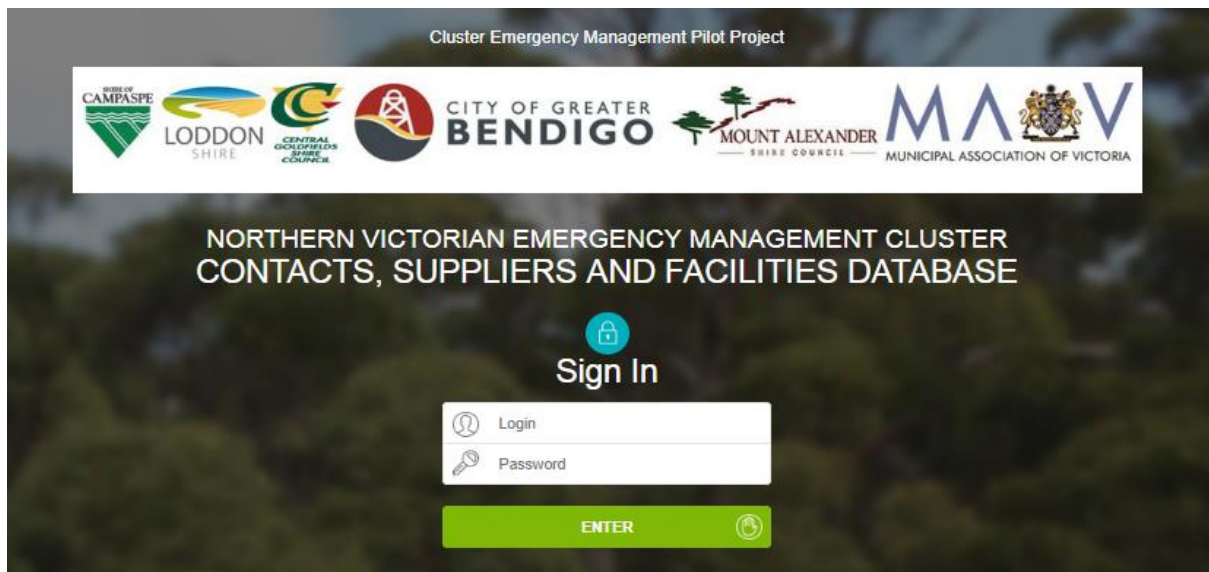 Cluster Emergency Management Pilot Project
SHIRE OF
CAMPASPE
LODDON
SHIRE
CENTRAL
GOLDFIELDS
SHIRE
COUNCIL
CITY OF GREATER
BENDIGO
MOUNT ALEXANDER
SHIRE COUNCIL
MAV
MUNICIPAL ASSOCIATION OF VICTORIA
NORTHERN VICTORIAN EMERGENCY MANAGEMENT CLUSTER
CONTACTS, SUPPLIERS AND FACILITIES DATABASE
Sign In
Login
Password
ENTER